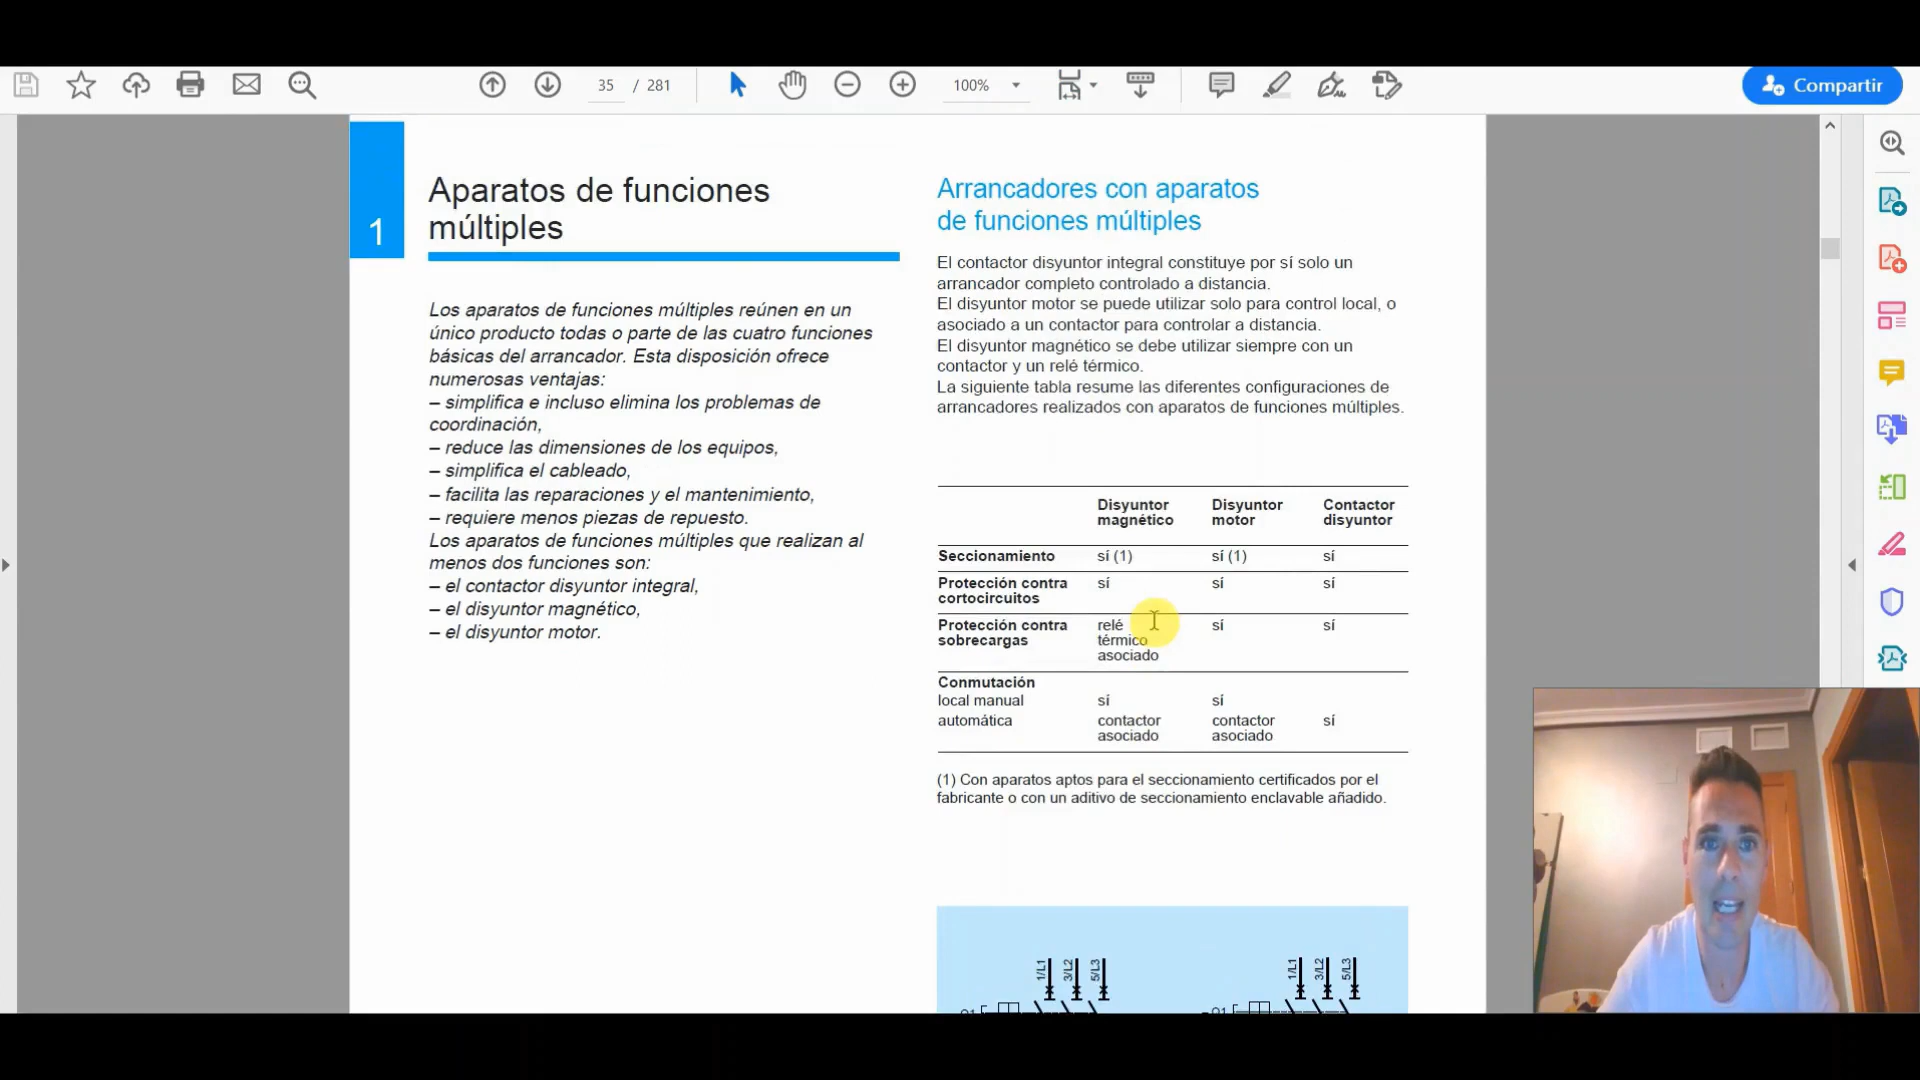 35 / 281
100%
Compartir
1
Aparatos de funciones
múltiples
Los aparatos de funciones múltiples reúnen en un
único producto todas o parte de las cuatro funciones
básicas del arrancador. Esta disposición ofrece
numerosas ventajas:
– simplifica e incluso elimina los problemas de
coordinación,
– reduce las dimensiones de los equipos,
– simplifica el cableado,
– facilita las reparaciones y el mantenimiento,
– requiere menos piezas de repuesto.
Los aparatos de funciones múltiples que realizan al
menos dos funciones son:
– el contactor disyuntor integral,
– el disyuntor magnético,
– el disyuntor motor.
Arrancadores con aparatos
de funciones múltiples
El contactor disyuntor integral constituye por sí solo un
arrancador completo controlado a distancia.
El disyuntor motor se puede utilizar solo para control local, o
asociado a un contactor para controlar a distancia.
El disyuntor magnético se debe utilizar siempre con un
contactor y un relé térmico.
La siguiente tabla resume las diferentes configuraciones de
arrancadores realizados con aparatos de funciones múltiples.
Disyuntor Disyuntor Contactor
magnético motor disyuntor
Seccionamiento sí (1) sí (1) sí
Protección contra sí sí sí
cortocircuitos
Protección contra relé sí sí
sobrecargas térmico
asociado
Conmutación
local manual sí sí
automática contactor contactor sí
asociado asociado
(1) Con aparatos aptos para el seccionamiento certificados por el
fabricante o con un aditivo de seccionamiento enclavable añadido.
1/L1 3/L2 5/L3 1/L1 3/L2 5/L3